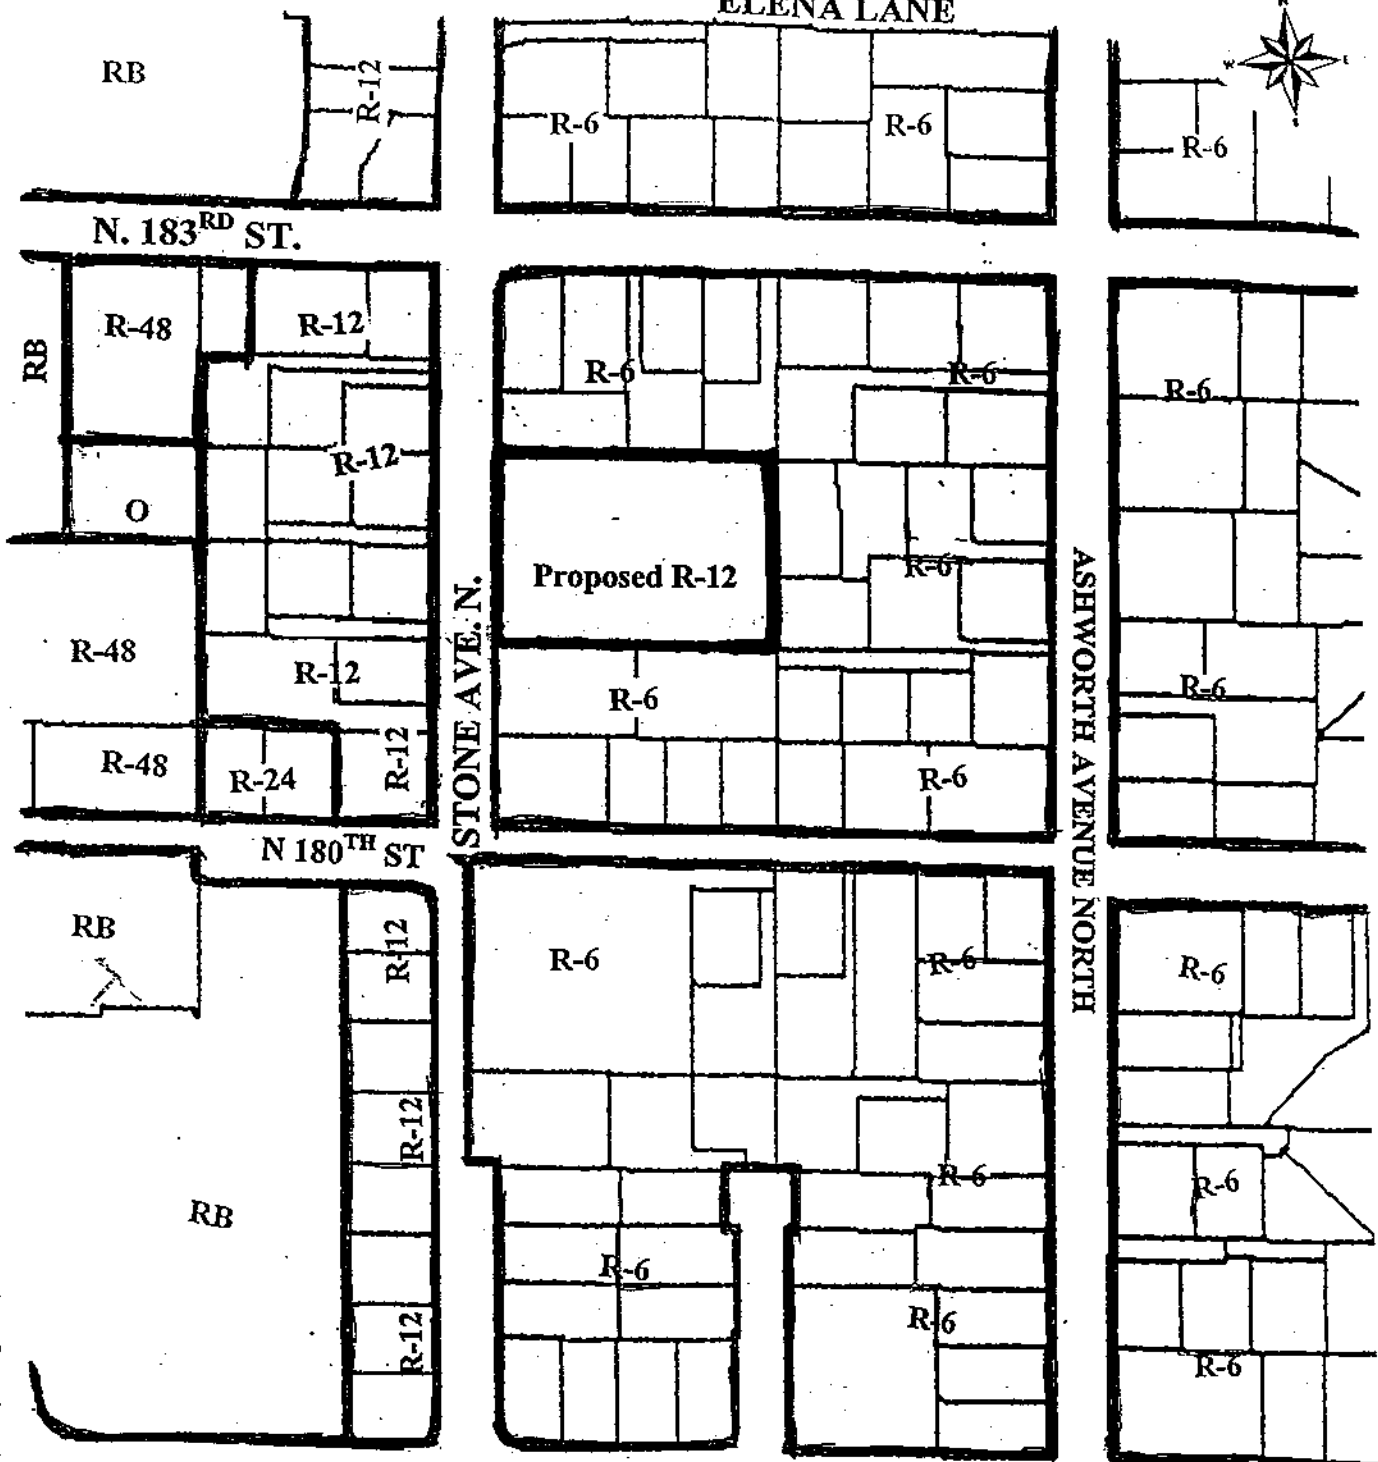 ELENA LANE
N
W
E
S
RB
R-12
R-6
R-6
R-6
N. 183RD ST.
RB
R-48
R-12
R-6
R-6
R-6
R-12
O
Proposed R-12
R-6
R-48
R-12
STONE AVE. N.
R-6
ASHWORTH AVENUE NORTH
R-6
R-48
R-24
R-12
R-6
N 180TH ST
RB
R-12
R-6
R-6
R-6
R-12
R-6
R-6
RB
R-6
R-12
R-6
R-6